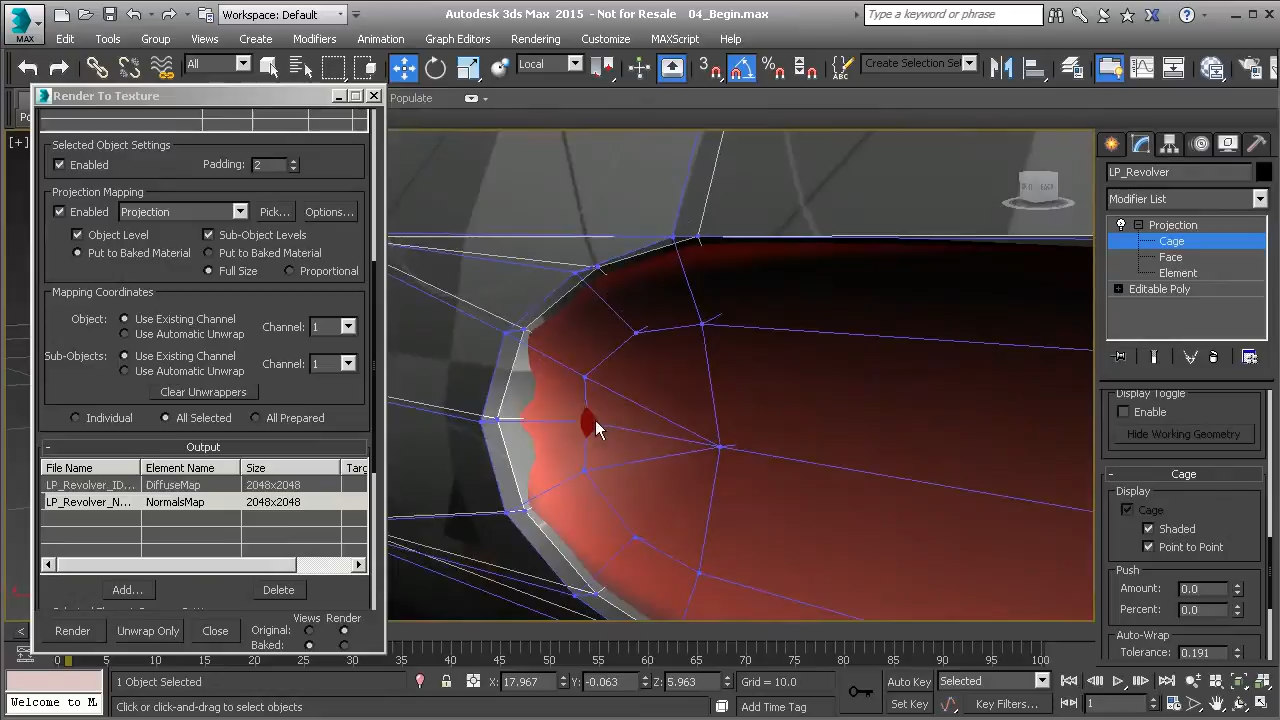 Workspace: Default
Autodesk 3ds Max 2015 - Not for Resale 04_Begin.max
Type a keyword or phrase
MAX
Edit Tools Group Views Create Modifiers Animation Graph Editors Rendering Customize MAXScript Help
All
Local
3
Create Selection Se
Populate
Render To Texture
[+]
Selected Object Settings
Enabled Padding: 2
Projection Mapping
Enabled Projection Pick... Options...
Object Level Sub-Object Levels
Put to Baked Material Put to Baked Material
Full Size Proportional
Mapping Coordinates
Object: Use Existing Channel
Use Automatic Unwrap
Channel: 1
Sub-Objects: Use Existing Channel
Use Automatic Unwrap
Channel: 1
Clear Unwrappers
Individual All Selected All Prepared
- Output
File Name Element Name Size Targ
LP_Revolver_ID... DiffuseMap 2048x2048
LP_Revolver_N... NormalsMap 2048x2048
Add... Delete
Views Render
Render Unwrap Only Close
Original:
Baked:
LP_Revolver
Modifier List
Projection
Cage
Face
Element
Editable Poly
Display Toggle
Enable
Hide Working Geometry
- Cage
Display
Cage
Shaded
Point to Point
Push
Amount: 0.0
Percent: 0.0
Auto-Wrap
Tolerance: 0.191
0 5 10 15 20 25 30 35 40 45 50 55 60 65 70 75 80 85 90 95 100
1 Object Selected
X: 17.967 Y: -0.063 Z: 5.963 Grid = 10.0
Auto Key Selected
Welcome to M
Click or click-and-drag to select objects
Add Time Tag
Set Key Key Filters... 1